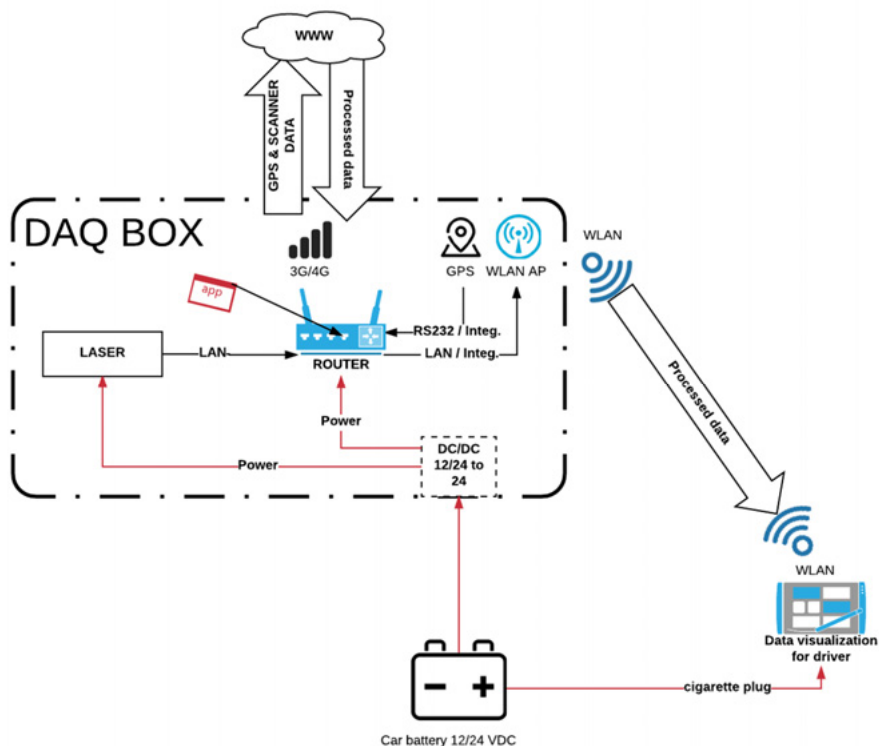 WWW
GPS & SCANNER
DATA
Processed data
DAQ BOX
3G/4G
GPS
WLAN AP
WLAN
app
RS232 / Integ.
LASER
LAN
LAN / Integ.
ROUTER
Processed data
Power
Power
DC/DC
12/24 to
24
WLAN
Data visualization
for driver
cigarette plug
Car battery 12/24 VDC